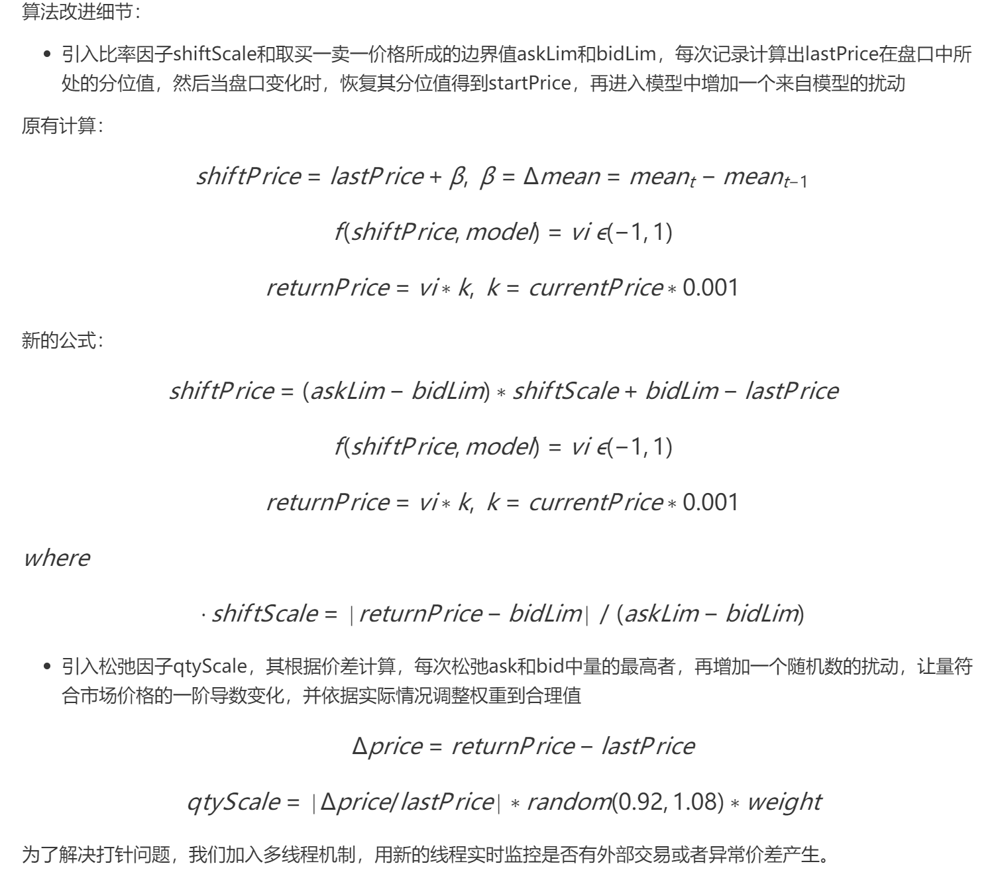 算法改进细节：
• 引入比率因子shiftScale和取买一卖一价格所成的边界值askLim和bidLim，每次记录计算出lastPrice在盘口中所
处的分位值，然后当盘口变化时，恢复其分位值得到startPrice，再进入模型中增加一个来自模型的扰动
原有计算：
shiftPrice = lastPrice + β, β = Δmean = mean_t − mean_{t−1}
f(shiftPrice, model) = vi ϵ(−1, 1)
returnPrice = vi ∗ k, k = currentPrice ∗ 0.001
新的公式：
shiftPrice = (askLim − bidLim) ∗ shiftScale + bidLim − lastPrice
f(shiftPrice, model) = vi ϵ(−1, 1)
returnPrice = vi ∗ k, k = currentPrice ∗ 0.001
where
· shiftScale = | returnPrice − bidLim | / (askLim − bidLim)
• 引入松弛因子qtyScale，其根据价差计算，每次松弛ask和bid中量的最高者，再增加一个随机数的扰动，让量符
合市场价格的一阶导数变化，并依据实际情况调整权重到合理值
Δprice = returnPrice − lastPrice
qtyScale = | Δprice/lastPrice | ∗ random(0.92, 1.08) ∗ weight
为了解决打针问题，我们加入多线程机制，用新的线程实时监控是否有外部交易或者异常价差产生。